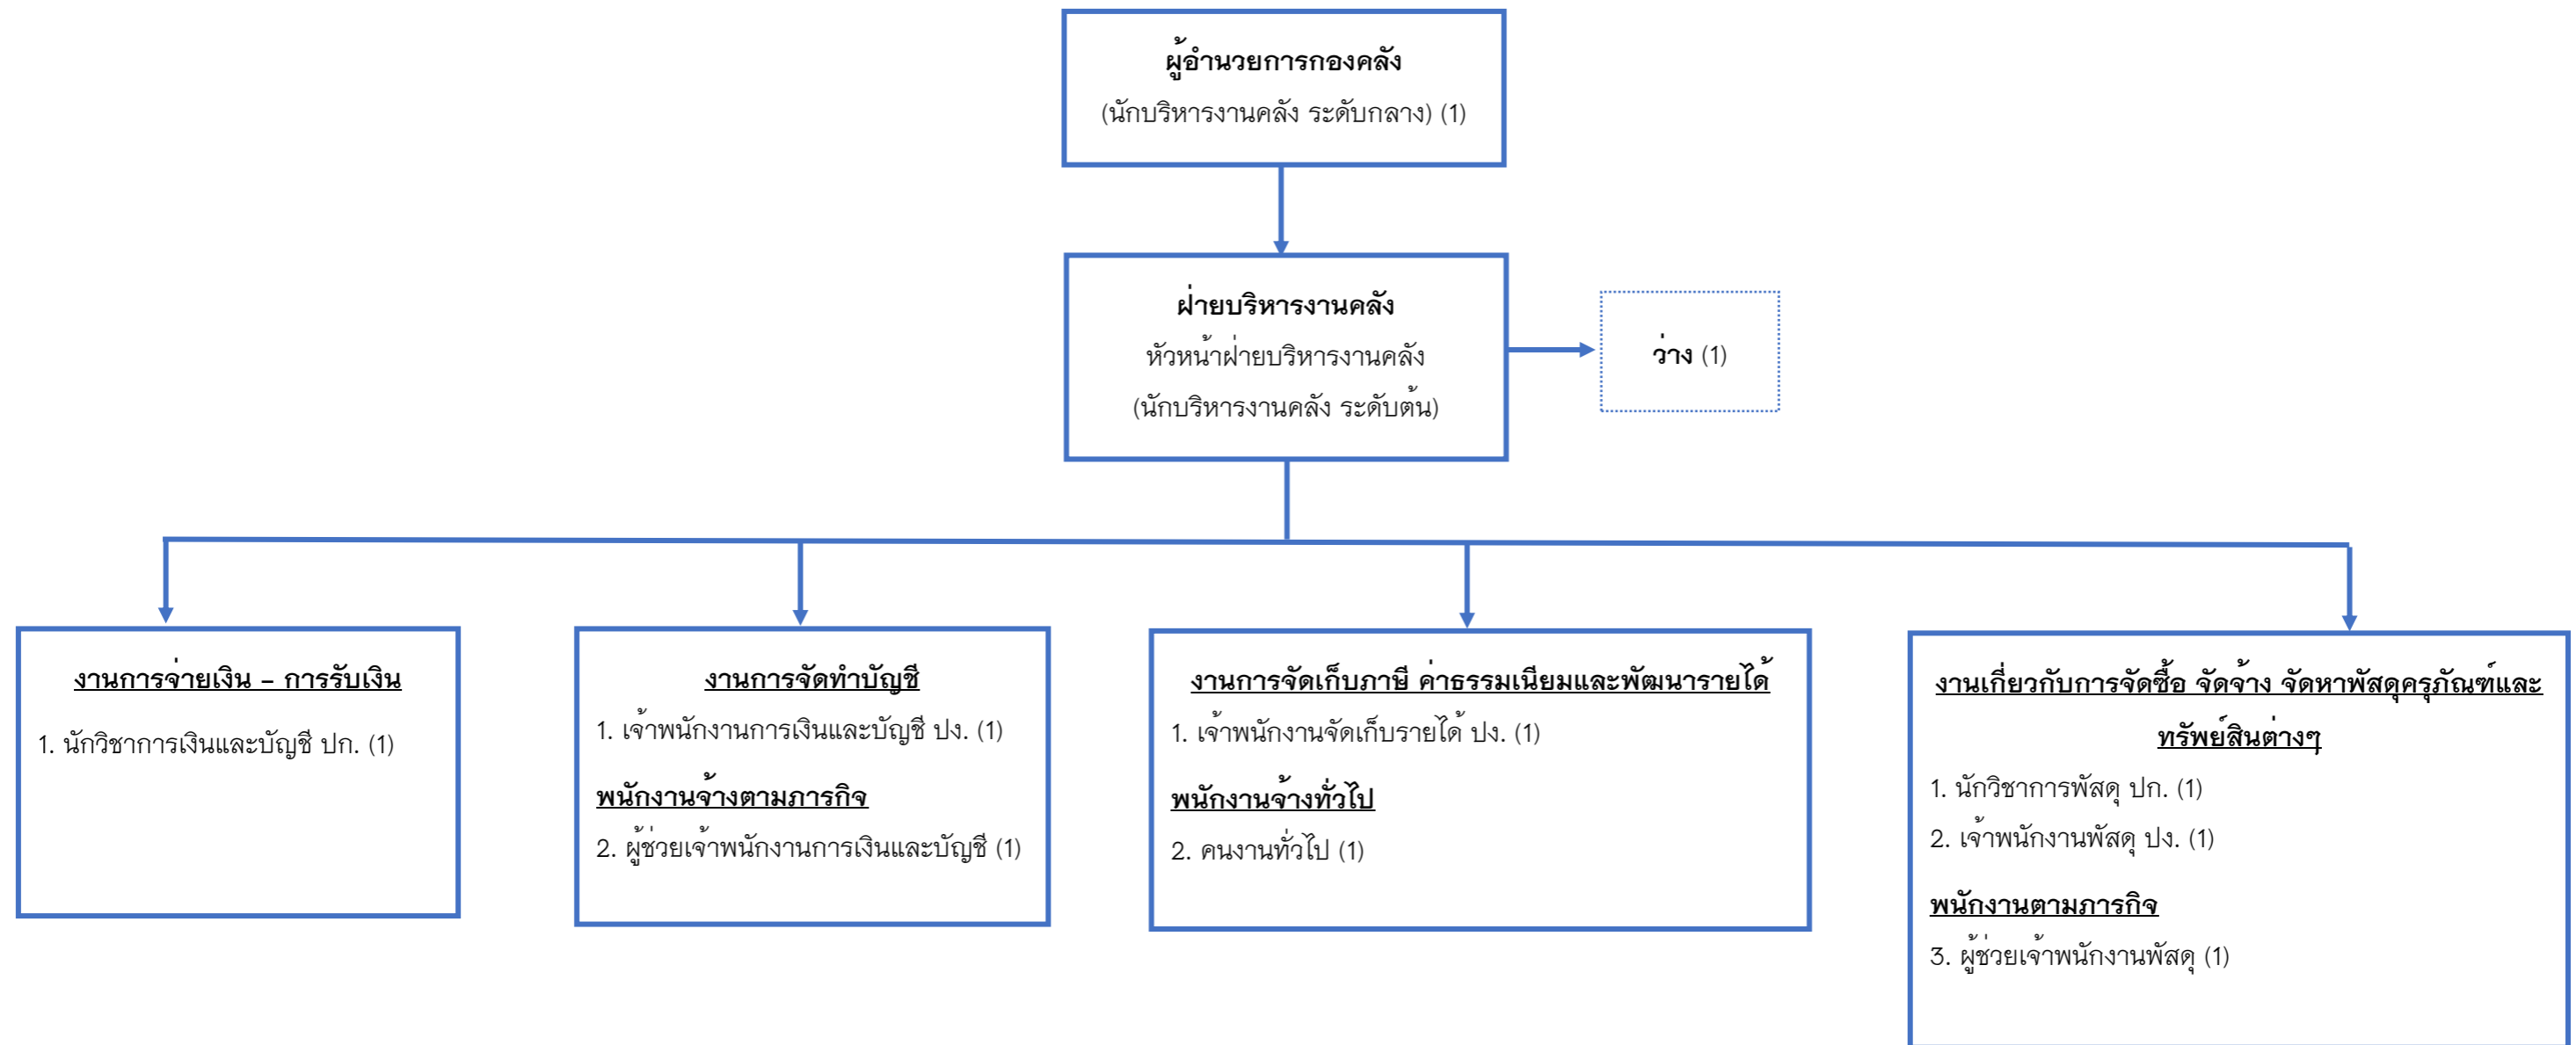 ผู้อำนวยการกองคลัง
(นักบริหารงานคลัง ระดับกลาง) (1)
ฝ่ายบริหารงานคลัง
หัวหน้าฝ่ายบริหารงานคลัง
(นักบริหารงานคลัง ระดับต้น)
ว่าง (1)
งานการจ่ายเงิน – การรับเงิน
1. นักวิชาการเงินและบัญชี ปก. (1)
งานการจัดทำบัญชี
1. เจ้าพนักงานการเงินและบัญชี ปง. (1)
พนักงานจ้างตามภารกิจ
2. ผู้ช่วยเจ้าพนักงานการเงินและบัญชี (1)
งานการจัดเก็บภาษี ค่าธรรมเนียมและพัฒนารายได้
1. เจ้าพนักงานจัดเก็บรายได้ ปง. (1)
พนักงานจ้างทั่วไป
2. คนงานทั่วไป (1)
งานเกี่ยวกับการจัดซื้อ จัดจ้าง จัดหาพัสดุครุภัณฑ์และ
ทรัพย์สินต่างๆ
1. นักวิชาการพัสดุ ปก. (1)
2. เจ้าพนักงานพัสดุ ปง. (1)
พนักงานตามภารกิจ
3. ผู้ช่วยเจ้าพนักงานพัสดุ (1)